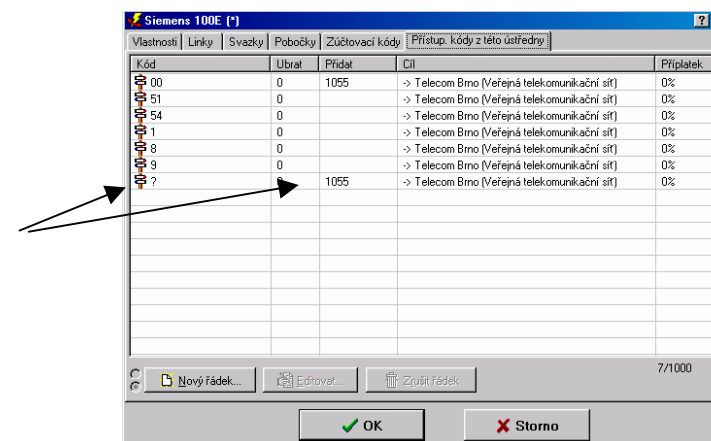 Siemens 100E (*) ?
Vlastnosti Linky Svazky Pobočky Zúčtovací kódy Přístup. kódy z této ústředny
Kód Ubrat Přidat Cíl Příplatek
00 0 1055 -> Telecom Brno (Veřejná telekomunikační síť) 0%
51 0 -> Telecom Brno (Veřejná telekomunikační síť) 0%
54 0 -> Telecom Brno (Veřejná telekomunikační síť) 0%
1 0 -> Telecom Brno (Veřejná telekomunikační síť) 0%
8 0 -> Telecom Brno (Veřejná telekomunikační síť) 0%
9 0 -> Telecom Brno (Veřejná telekomunikační síť) 0%
? 0 1055 -> Telecom Brno (Veřejná telekomunikační síť) 0%
7/1000
Nový řádek... Editovat... Zrušit řádek
OK Storno